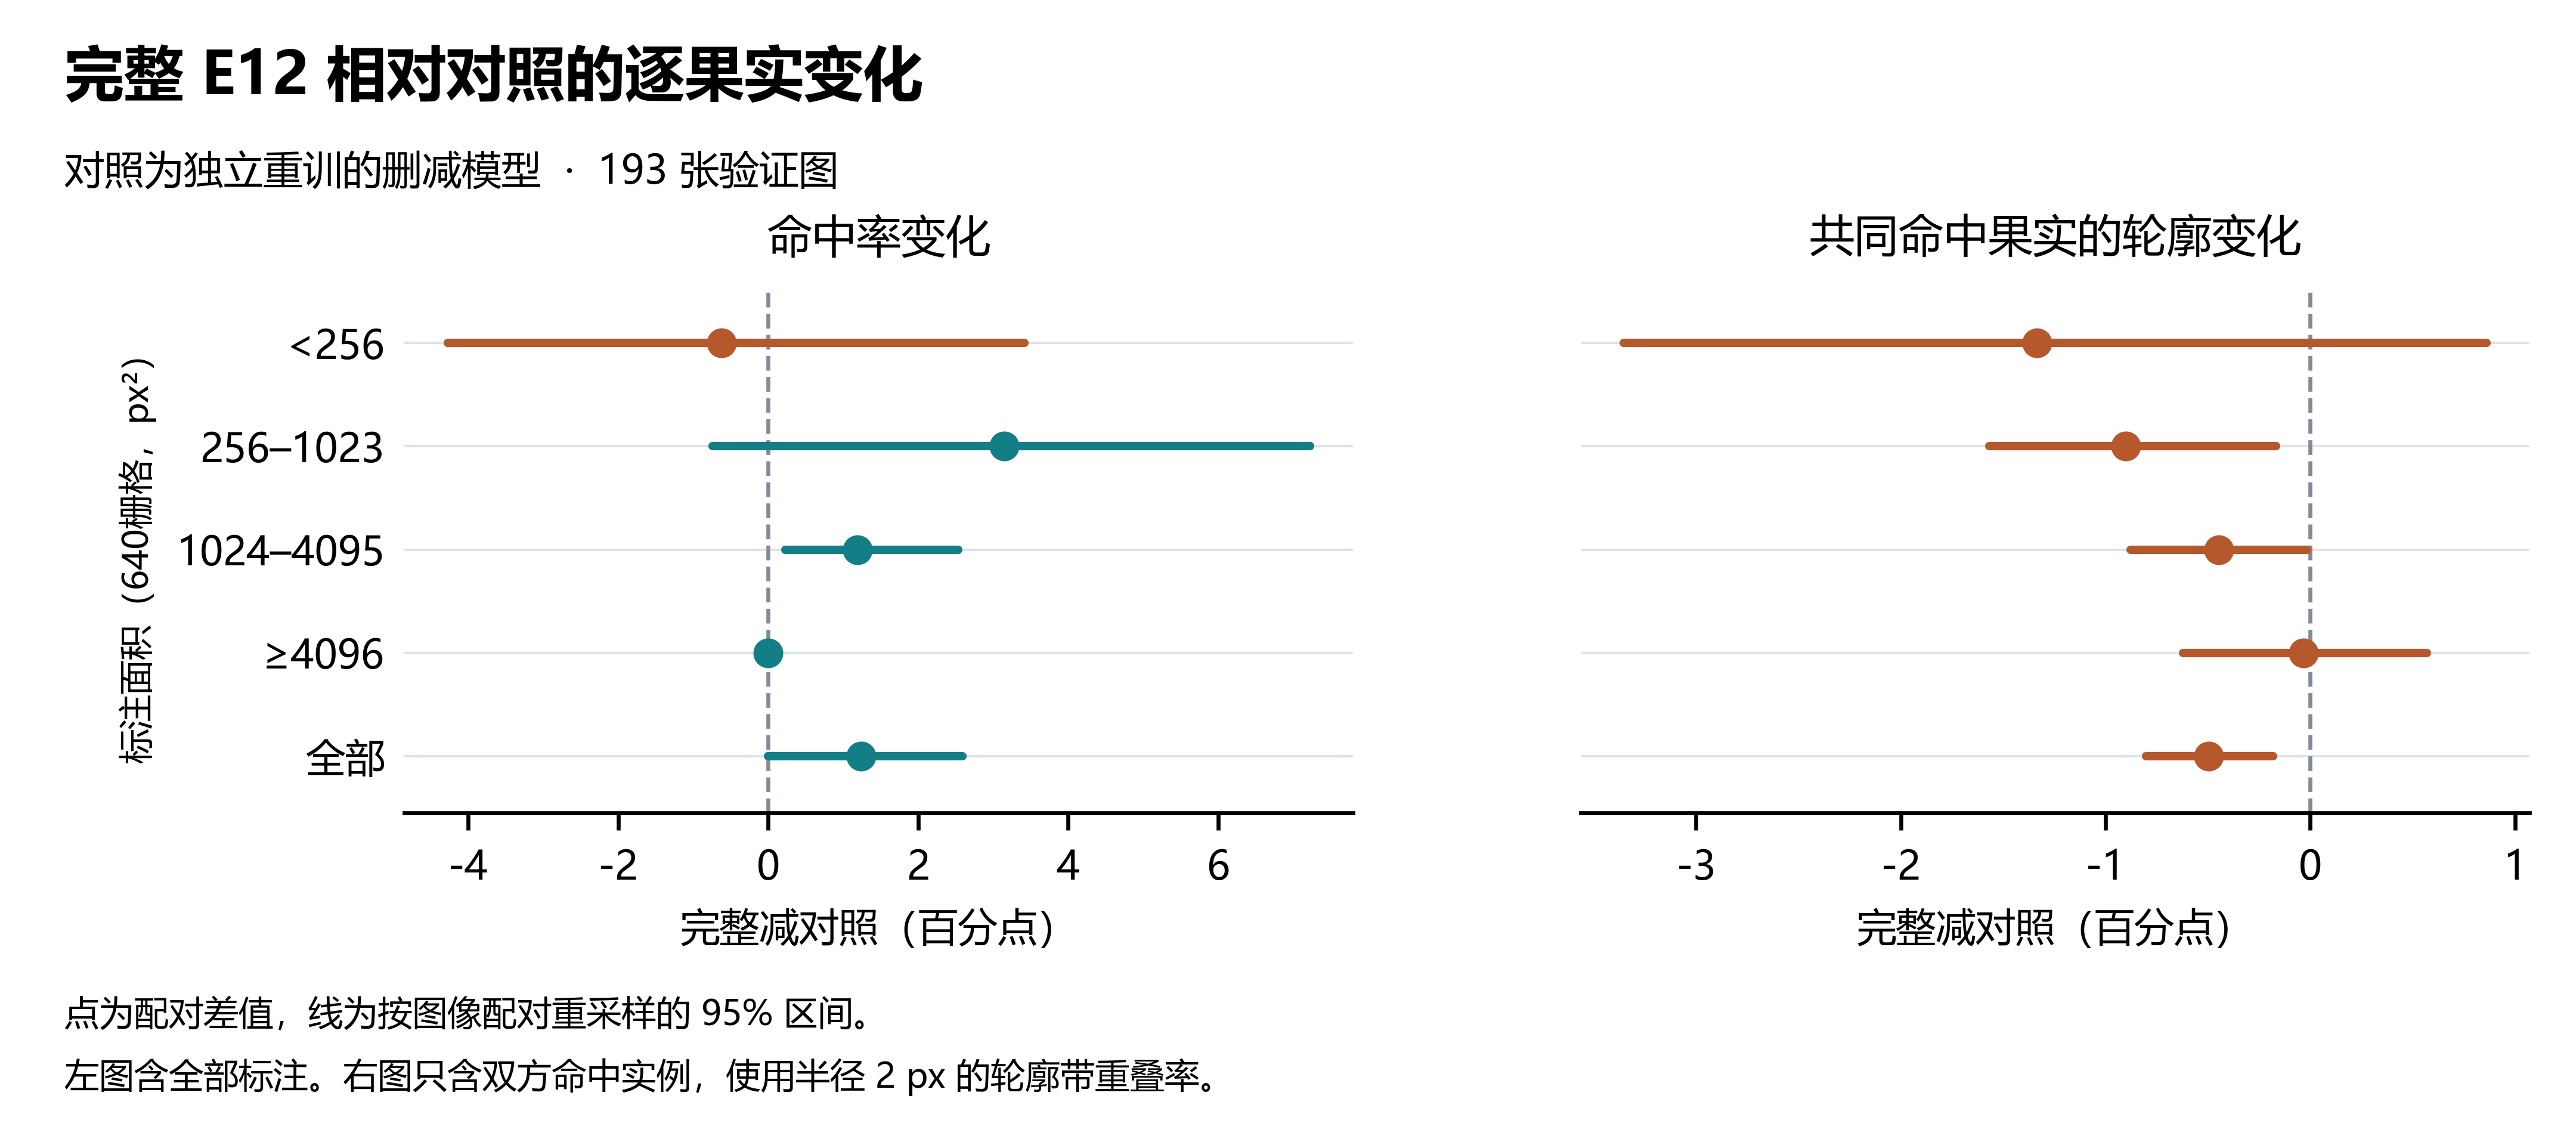 完整 E12 相对对照的逐果实变化
对照为独立重训的删减模型 · 193 张验证图
命中率变化
共同命中果实的轮廓变化
标注面积（640栅格，px²）
<256
256–1023
1024–4095
≥4096
全部
-4 -2 0 2 4 6
-3 -2 -1 0 1
完整减对照（百分点）
完整减对照（百分点）
点为配对差值，线为按图像配对重采样的 95% 区间。
左图含全部标注。右图只含双方命中实例，使用半径 2 px 的轮廓带重叠率。